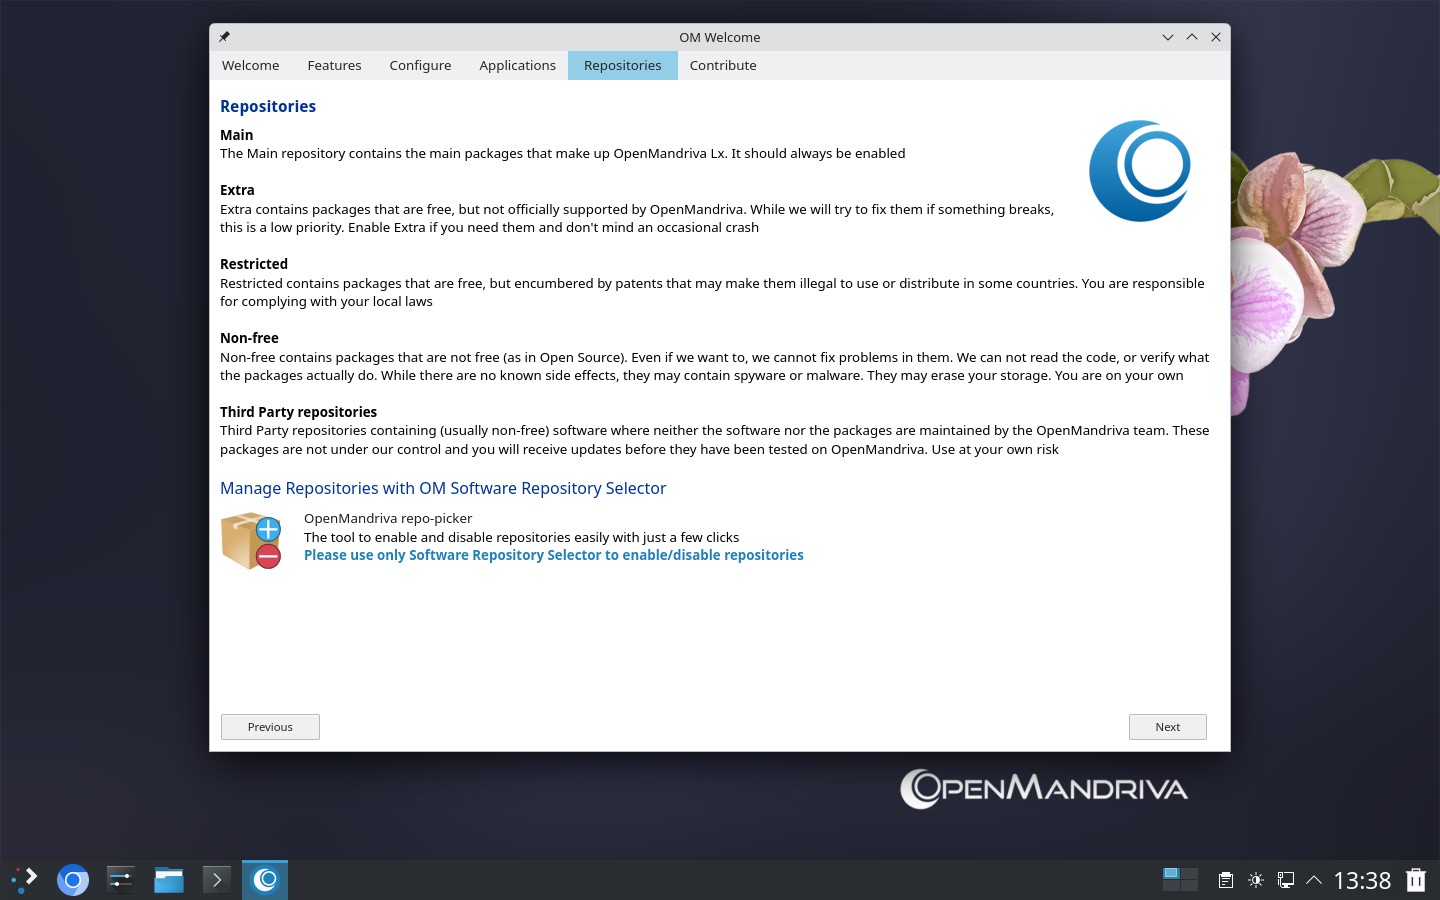 OM Welcome
Welcome
Features
Configure
Applications
Repositories
Contribute
Repositories
Main
The Main repository contains the main packages that make up OpenMandriva Lx. It should always be enabled
Extra
Extra contains packages that are free, but not officially supported by OpenMandriva. While we will try to fix them if something breaks,
this is a low priority. Enable Extra if you need them and don't mind an occasional crash
Restricted
Restricted contains packages that are free, but encumbered by patents that may make them illegal to use or distribute in some countries. You are responsible
for complying with your local laws
Non-free
Non-free contains packages that are not free (as in Open Source). Even if we want to, we cannot fix problems in them. We can not read the code, or verify what
the packages actually do. While there are no known side effects, they may contain spyware or malware. They may erase your storage. You are on your own
Third Party repositories
Third Party repositories containing (usually non-free) software where neither the software nor the packages are maintained by the OpenMandriva team. These
packages are not under our control and you will receive updates before they have been tested on OpenMandriva. Use at your own risk
Manage Repositories with OM Software Repository Selector
OpenMandriva repo-picker
The tool to enable and disable repositories easily with just a few clicks
Please use only Software Repository Selector to enable/disable repositories
Previous
Next
OPENMANDRIVA
13:38